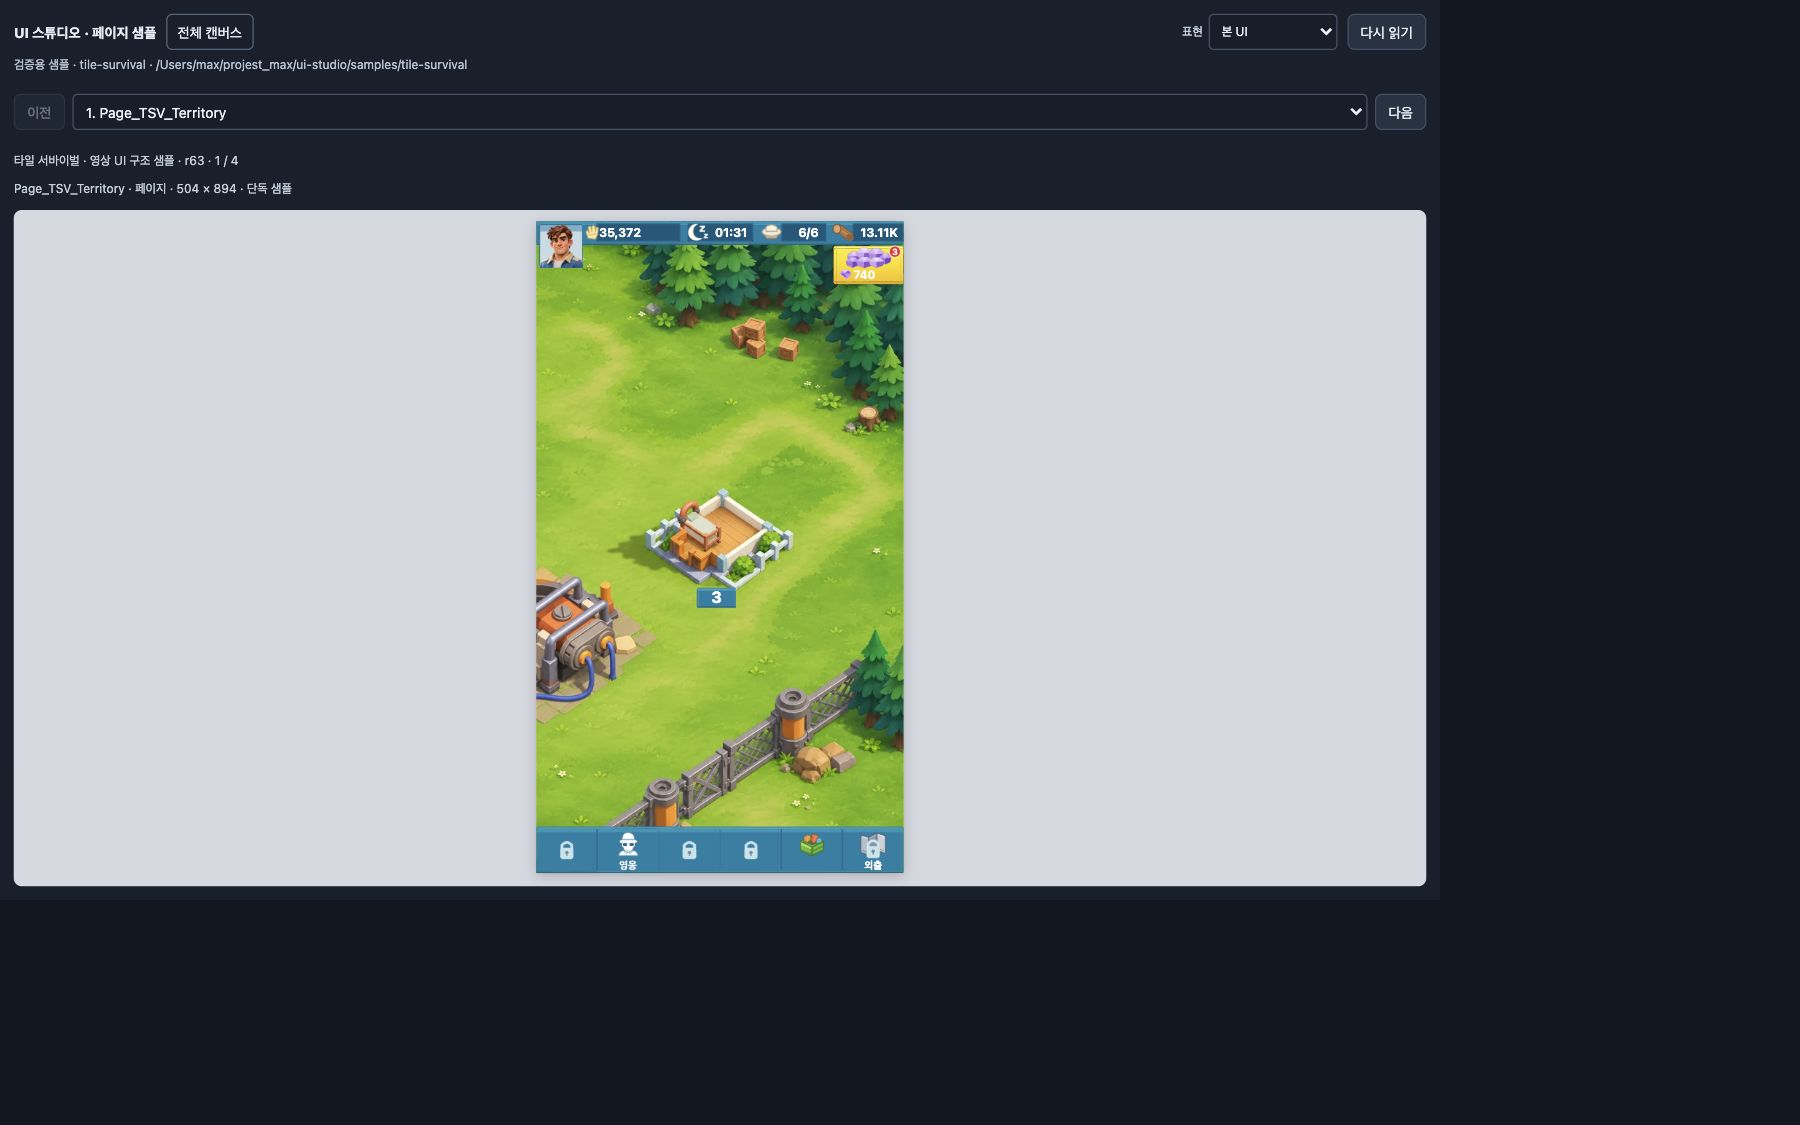 UI 스튜디오 · 페이지 샘플
전체 캔버스
표현
본 UI
다시 읽기
검증용 샘플 · tile-survival · /Users/max/projest_max/ui-studio/samples/tile-survival
이전
1. Page_TSV_Territory
다음
타일 서바이벌 · 영상 UI 구조 샘플 · r63 · 1 / 4
Page_TSV_Territory · 페이지 · 504 × 894 · 단독 샘플
35,372
01:31
6/6
13.11K
3
740
3
영웅
외출